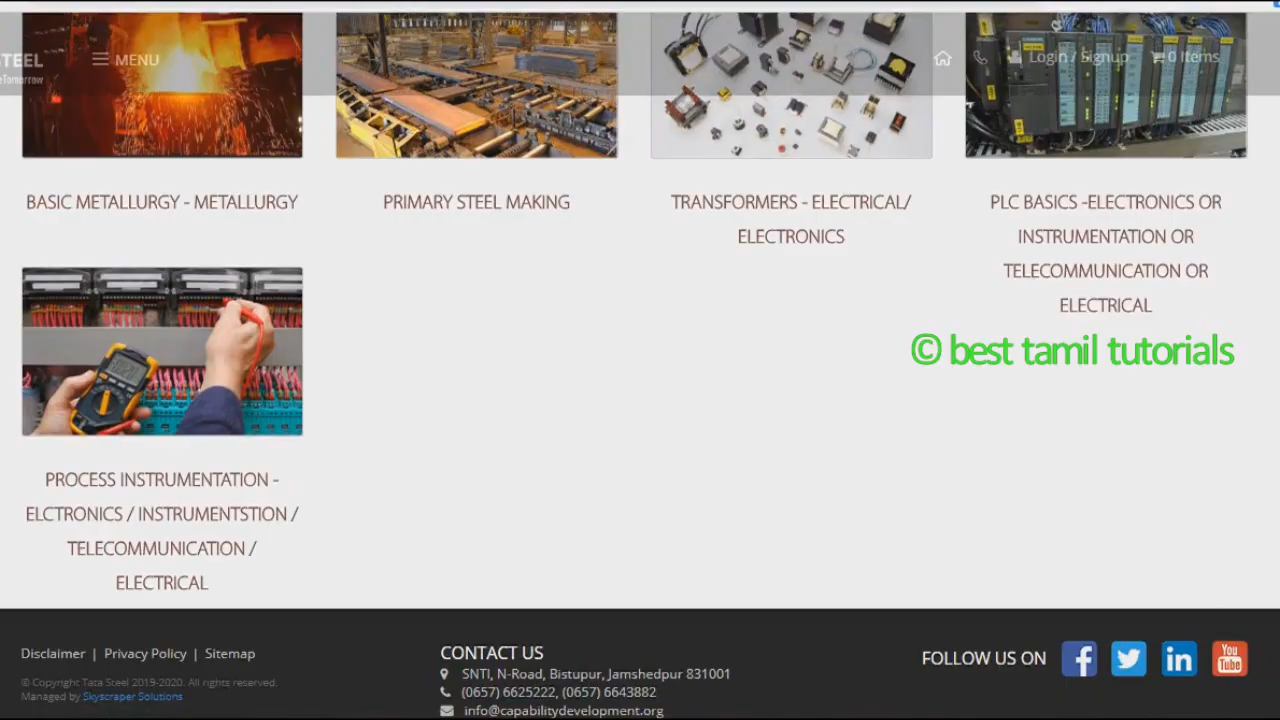 STEEL
eTomorrow
MENU
Login / Signup
0 Items
BASIC METALLURGY - METALLURGY
PRIMARY STEEL MAKING
TRANSFORMERS - ELECTRICAL/
ELECTRONICS
PLC BASICS -ELECTRONICS OR
INSTRUMENTATION OR
TELECOMMUNICATION OR
ELECTRICAL
© best tamil tutorials
PROCESS INSTRUMENTATION -
ELCTRONICS / INSTRUMENTSTION /
TELECOMMUNICATION /
ELECTRICAL
Disclaimer | Privacy Policy | Sitemap
© Copyright Tata Steel 2019-2020. All rights reserved.
Managed by Skyscraper Solutions
CONTACT US
SNTI, N-Road, Bistupur, Jamshedpur 831001
(0657) 6625222, (0657) 6643882
info@capabilitydevelopment.org
FOLLOW US ON
You
Tube